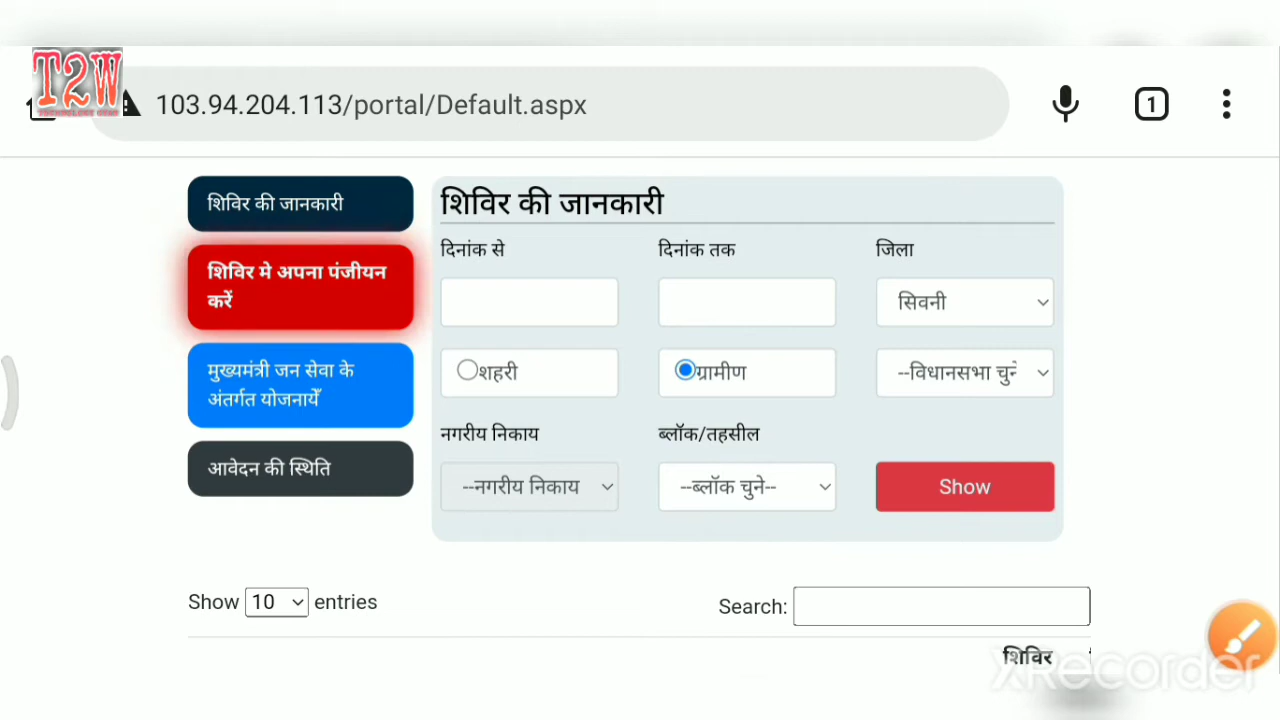 T2W
103.94.204.113/portal/Default.aspx
1
शिविर की जानकारी
शिविर मे अपना पंजीयन
करें
मुख्यमंत्री जन सेवा के
अंतर्गत योजनायेँ
आवेदन की स्थिति
शिविर की जानकारी
दिनांक से
दिनांक तक
जिला
सिवनी
शहरी
ग्रामीण
--विधानसभा चुने
नगरीय निकाय
ब्लॉक/तहसील
--नगरीय निकाय
--ब्लॉक चुने--
Show
Show 10 entries
Search:
शिविर
XRecorder